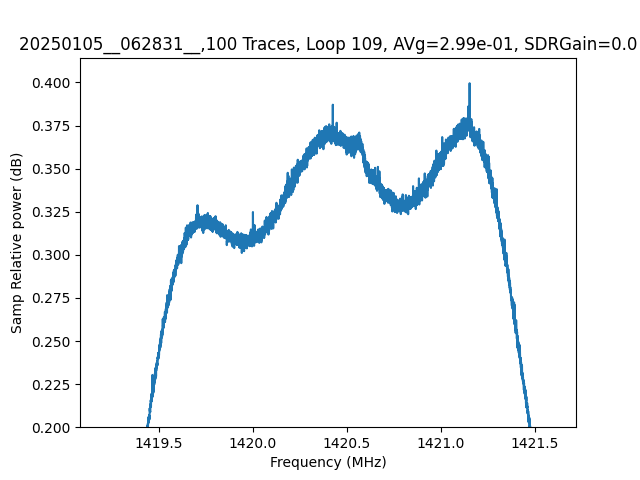 20250105__062831__,100 Traces, Loop 109, AVg=2.99e-01, SDRGain=0.0
0.400
0.375
0.350
0.325
0.300
0.275
0.250
0.225
0.200
Samp Relative power (dB)
1419.5 1420.0 1420.5 1421.0 1421.5
Frequency (MHz)